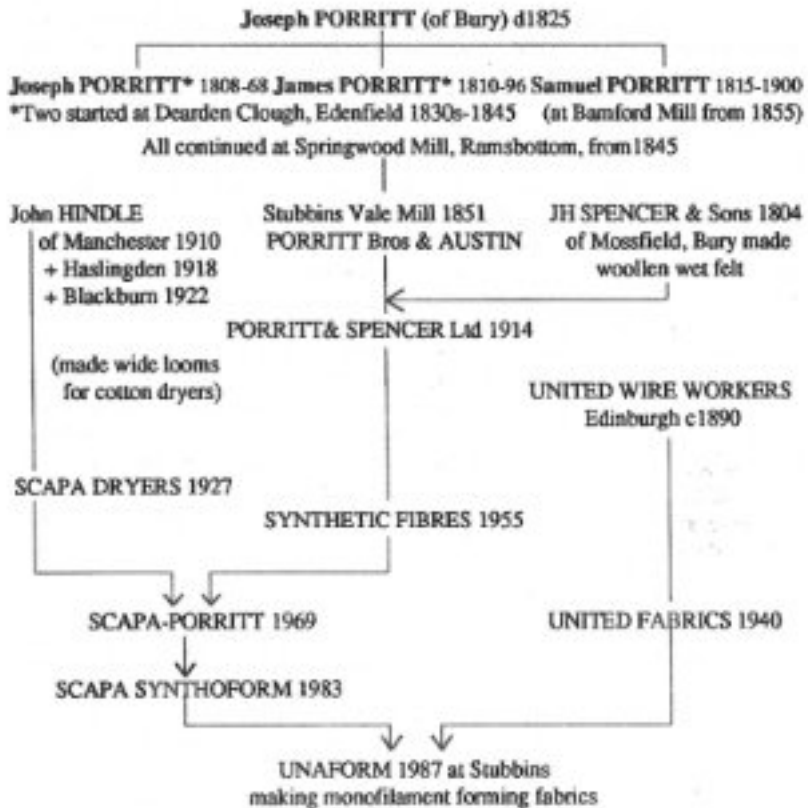 Joseph PORRITT (of Bury) d1825
Joseph PORRITT* 1808-68 James PORRITT* 1810-96 Samuel PORRITT 1815-1900
*Two started at Dearden Clough, Edenfield 1830s-1845 (at Bamford Mill from 1855)
All continued at Springwood Mill, Ramsbottom, from 1845
John HINDLE
of Manchester 1910
+ Haslingden 1918
+ Blackburn 1922
Stubbins Vale Mill 1851
PORRITT Bros & AUSTIN
JH SPENCER & Sons 1804
of Mossfield, Bury made
woollen wet felt
PORRITT & SPENCER Ltd 1914
(made wide looms
for cotton dryers)
UNITED WIRE WORKERS
Edinburgh c1890
SCAPA DRYERS 1927
SYNTHETIC FIBRES 1955
SCAPA-PORRITT 1969
UNITED FABRICS 1940
SCAPA SYNTHOFORM 1983
UNAFORM 1987 at Stubbins
making monofilament forming fabrics